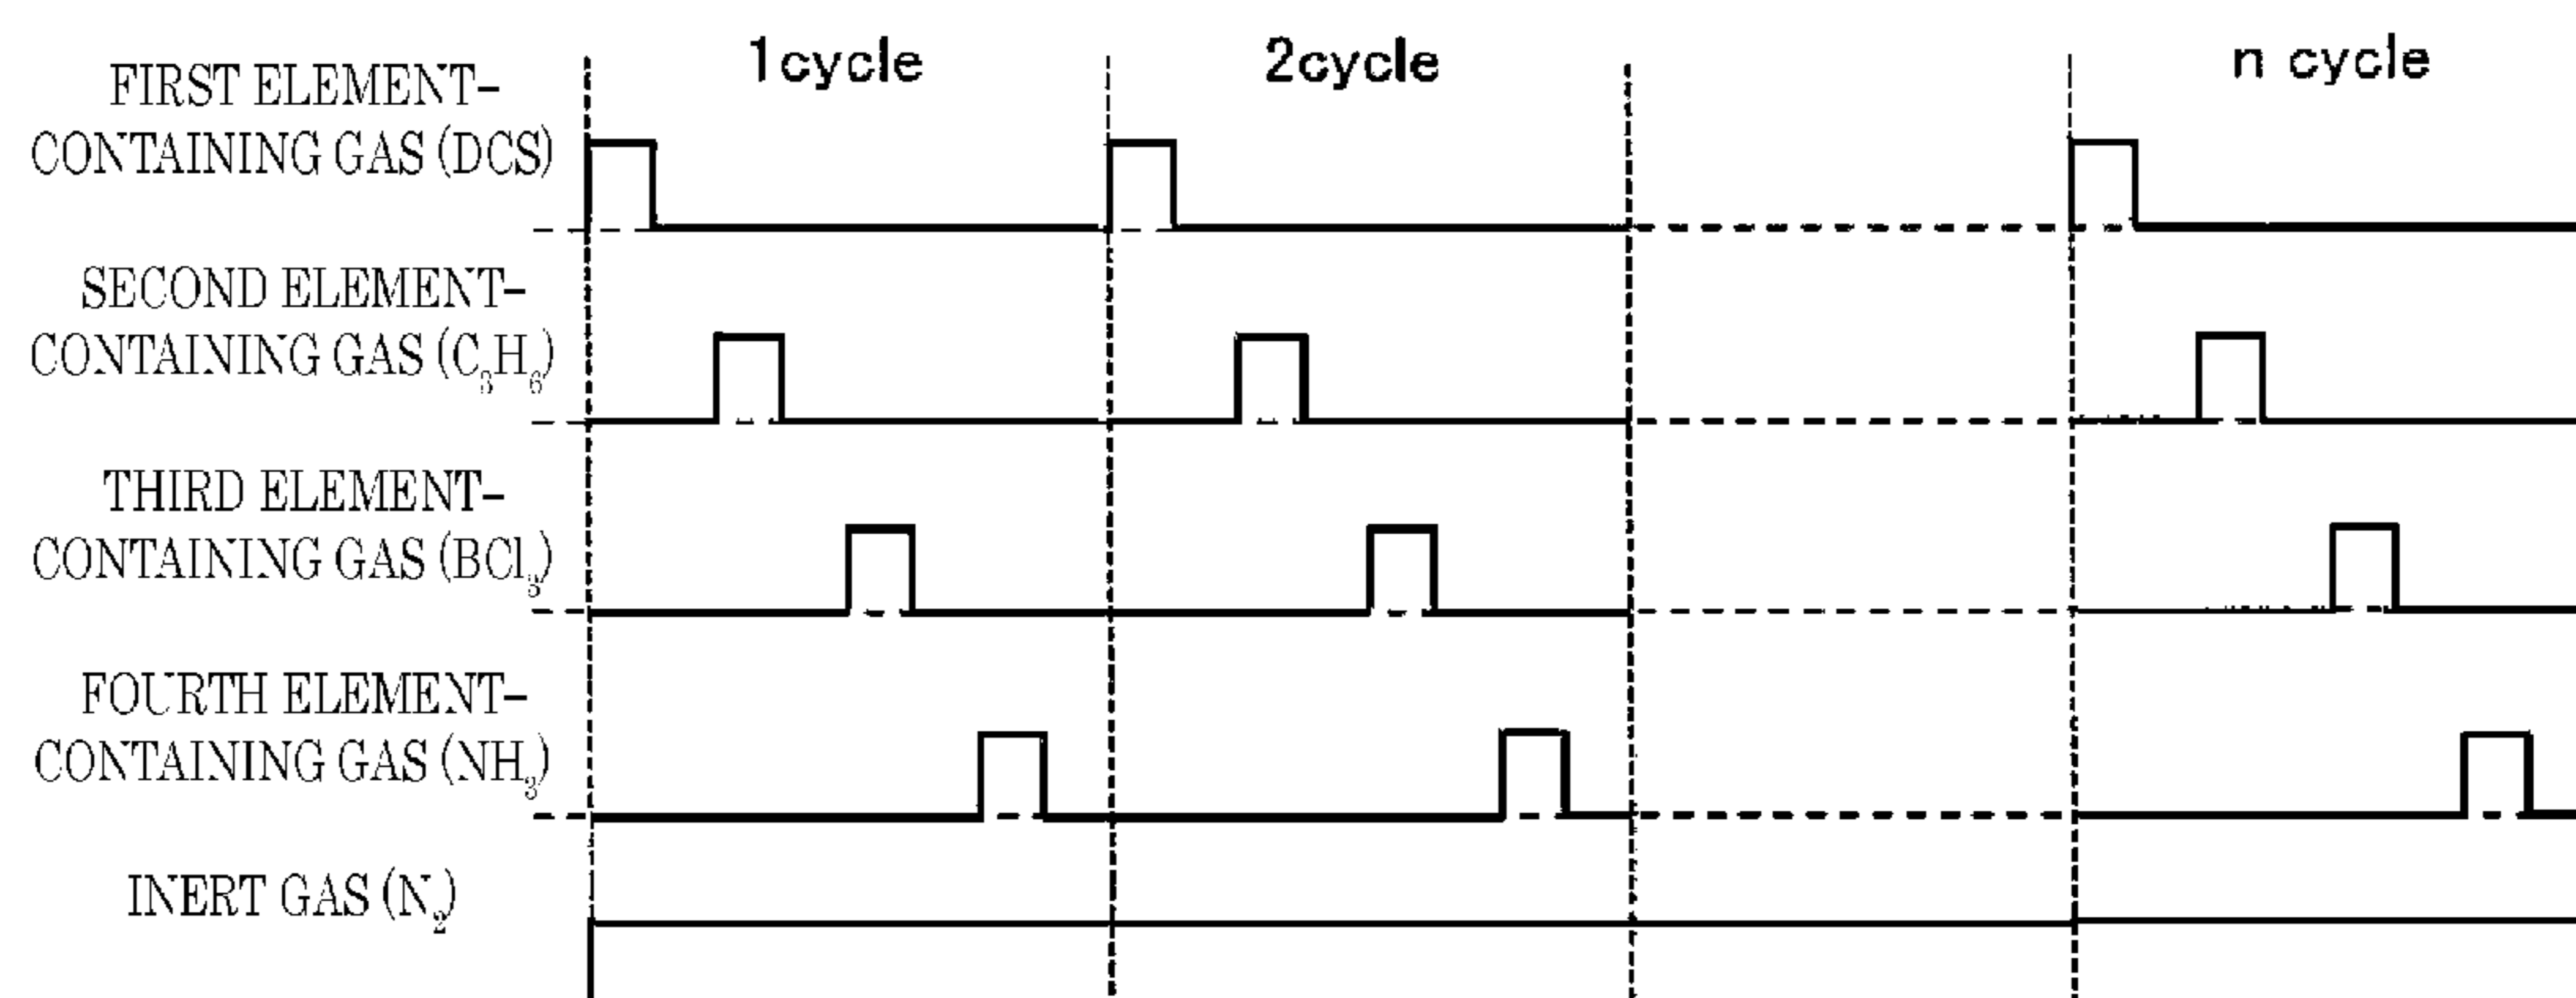 1cycle 2cycle n cycle
FIRST ELEMENT-
CONTAINING GAS (DCS)
SECOND ELEMENT-
CONTAINING GAS (C₃H₆)
THIRD ELEMENT-
CONTAINING GAS (BCl₃)
FOURTH ELEMENT-
CONTAINING GAS (NH₃)
INERT GAS (N₂)